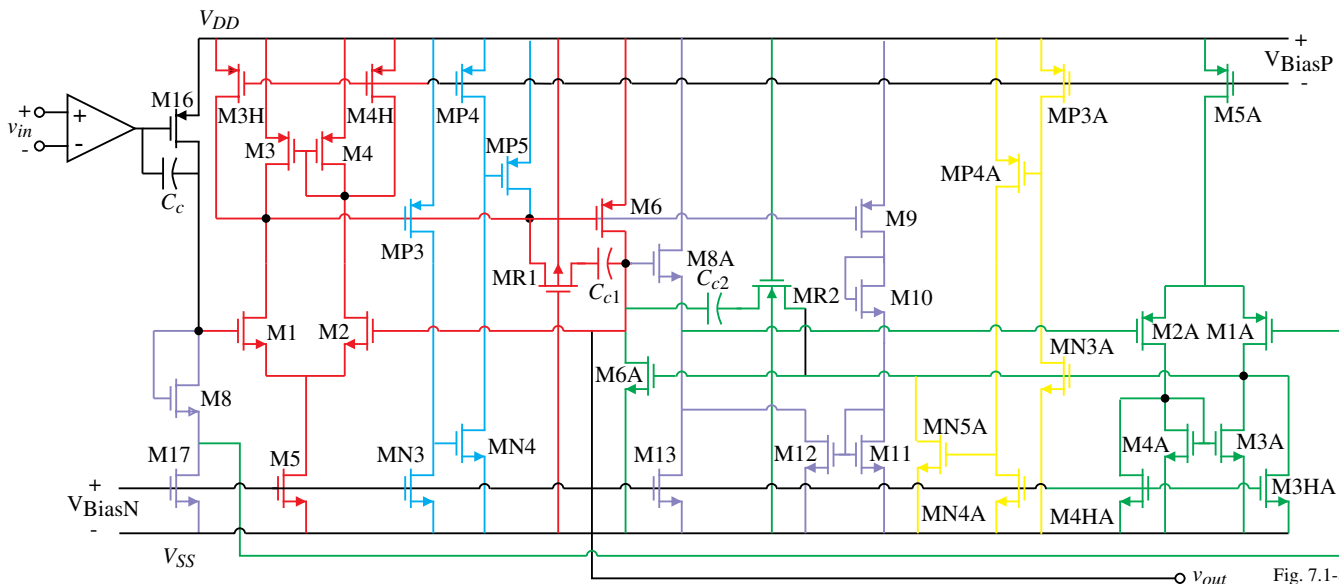 V_DD
+
V_BiasP
-
M16
M3H
M4H
MP4
MP3A
M5A
+
v_in
-
+
-
M3
M4
MP5
MP4A
C_c
M6
M9
MP3
M8A
MR1
C_c1
C_c2
MR2
M10
M1
M2
M2A
M1A
MN3A
M6A
M8
M17
M5
MN3
MN4
M13
M12
M11
MN5A
M4A
M3A
+
V_BiasN
-
MN4A
M4HA
M3HA
V_SS
v_out
Fig. 7.1-